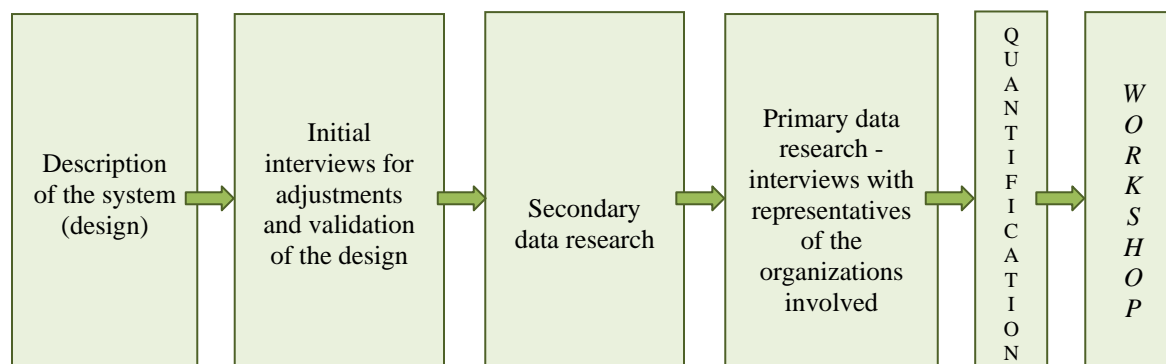 Description
of the system
(design)
Initial
interviews for
adjustments
and validation
of the design
Secondary
data research
Primary data
research -
interviews with
representatives
of the
organizations
involved
Q
U
A
N
T
I
F
I
C
A
T
I
O
N
W
O
R
K
S
H
O
P